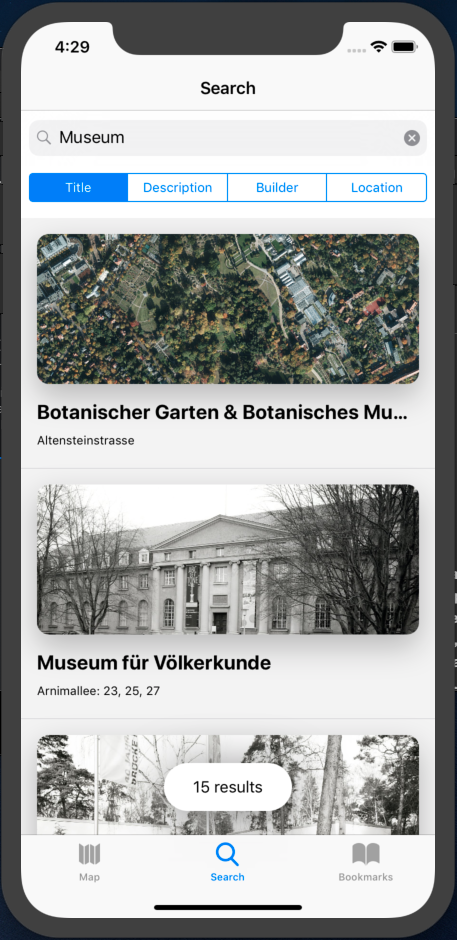 4:29
Search
Museum
Title Description Builder Location
Botanischer Garten & Botanisches Mu...
Altensteinstrasse
Museum für Völkerkunde
Arnimallee: 23, 25, 27
BRÜCKE
15 results
Map Search Bookmarks